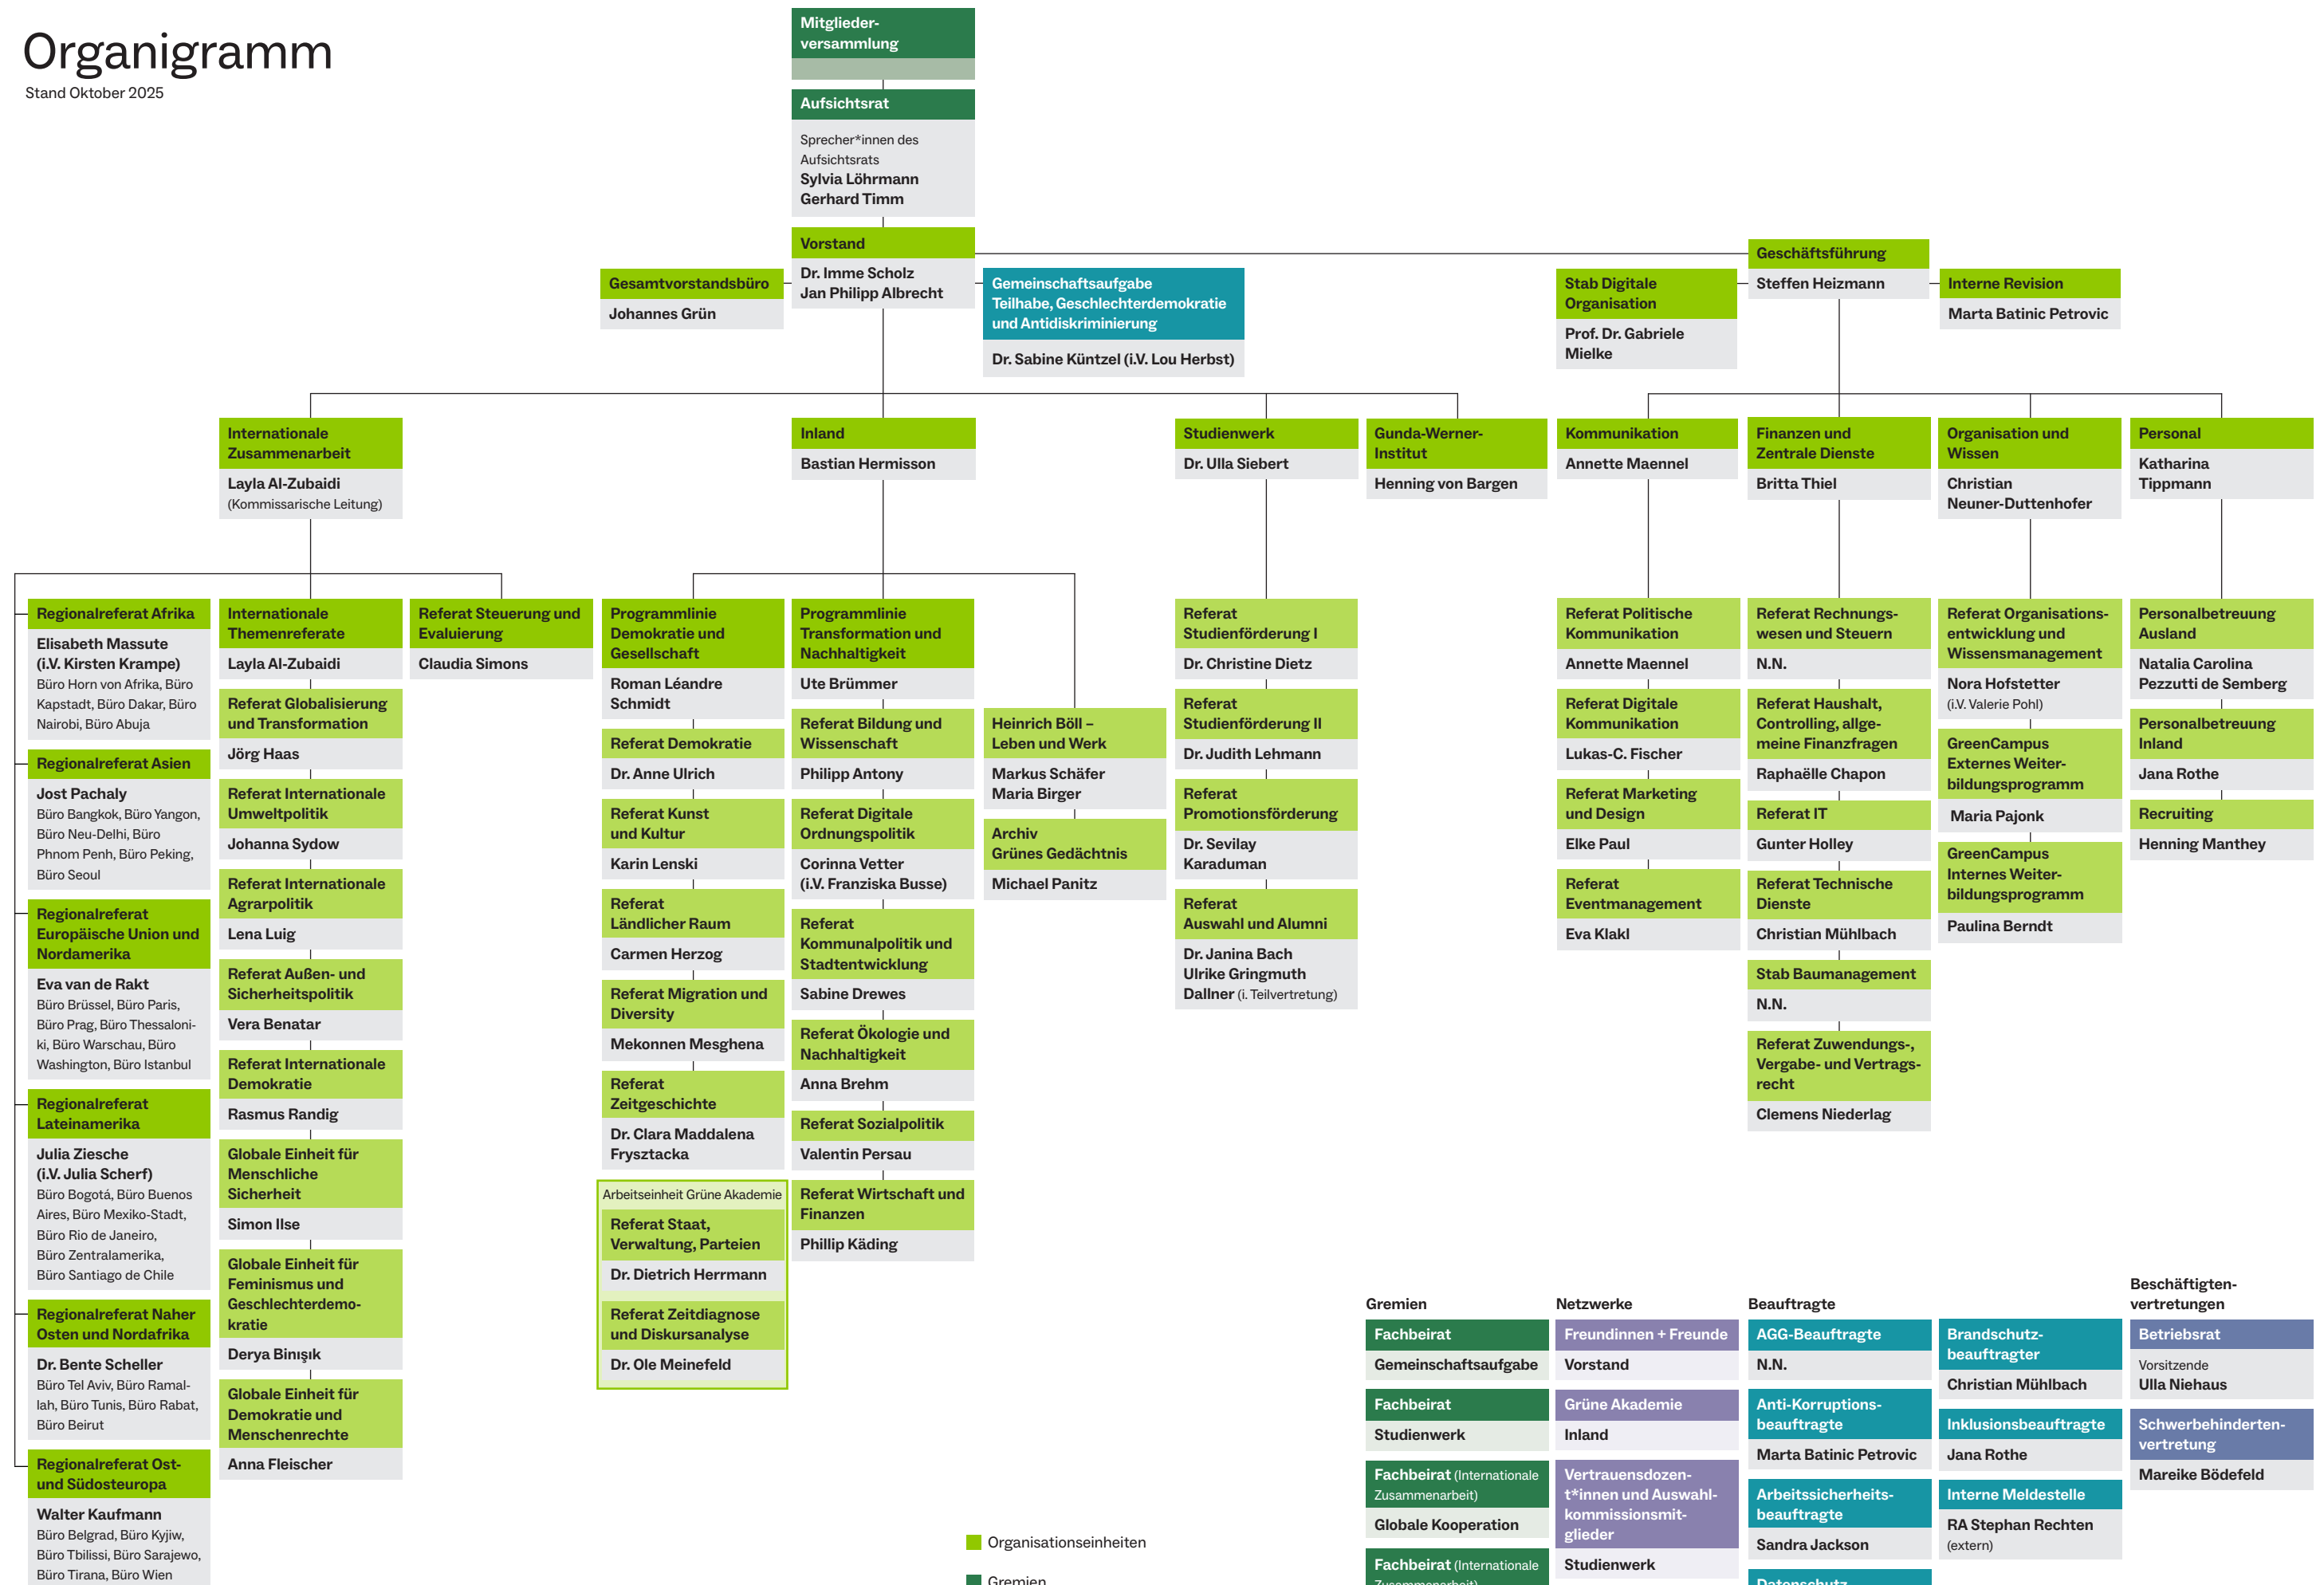 Organigramm
Stand Oktober 2025
Mitglieder-
versammlung
Aufsichtsrat
Sprecher*innen des
Aufsichtsrats
Sylvia Löhrmann
Gerhard Timm
Vorstand
Dr. Imme Scholz
Jan Philipp Albrecht
Gesamtvorstandsbüro
Johannes Grün
Gemeinschaftsaufgabe
Teilhabe, Geschlechterdemokratie
und Antidiskriminierung
Dr. Sabine Küntzel (i.V. Lou Herbst)
Geschäftsführung
Steffen Heizmann
Stab Digitale
Organisation
Prof. Dr. Gabriele
Mielke
Interne Revision
Marta Batinic Petrovic
Internationale
Zusammenarbeit
Layla Al-Zubaidi
(Kommissarische Leitung)
Inland
Bastian Hermisson
Studienwerk
Dr. Ulla Siebert
Gunda-Werner-
Institut
Henning von Bargen
Kommunikation
Annette Maennel
Finanzen und
Zentrale Dienste
Britta Thiel
Organisation und
Wissen
Christian
Neuner-Duttenhofer
Personal
Katharina
Tippmann
Regionalreferat Afrika
Elisabeth Massute
(i.V. Kirsten Krampe)
Büro Horn von Afrika, Büro
Kapstadt, Büro Dakar, Büro
Nairobi, Büro Abuja
Regionalreferat Asien
Jost Pachaly
Büro Bangkok, Büro Yangon,
Büro Neu-Delhi, Büro
Phnom Penh, Büro Peking,
Büro Seoul
Regionalreferat
Europäische Union und
Nordamerika
Eva van de Rakt
Büro Brüssel, Büro Paris,
Büro Prag, Büro Thessaloni-
ki, Büro Warschau, Büro
Washington, Büro Istanbul
Regionalreferat
Lateinamerika
Julia Ziesche
(i.V. Julia Scherf)
Büro Bogotá, Büro Buenos
Aires, Büro Mexiko-Stadt,
Büro Rio de Janeiro,
Büro Zentralamerika,
Büro Santiago de Chile
Regionalreferat Naher
Osten und Nordafrika
Dr. Bente Scheller
Büro Tel Aviv, Büro Ramal-
lah, Büro Tunis, Büro Rabat,
Büro Beirut
Regionalreferat Ost-
und Südosteuropa
Walter Kaufmann
Büro Belgrad, Büro Kyjiw,
Büro Tbilissi, Büro Sarajewo,
Büro Tirana, Büro Wien
Internationale
Themenreferate
Layla Al-Zubaidi
Referat Globalisierung
und Transformation
Jörg Haas
Referat Internationale
Umweltpolitik
Johanna Sydow
Referat Internationale
Agrarpolitik
Lena Luig
Referat Außen- und
Sicherheitspolitik
Vera Benatar
Referat Internationale
Demokratie
Rasmus Randig
Globale Einheit für
Menschliche
Sicherheit
Simon Ilse
Globale Einheit für
Feminismus und
Geschlechterdemo-
kratie
Derya Binışık
Globale Einheit für
Demokratie und
Menschenrechte
Anna Fleischer
Referat Steuerung und
Evaluierung
Claudia Simons
Programmlinie
Demokratie und
Gesellschaft
Roman Léandre
Schmidt
Referat Demokratie
Dr. Anne Ulrich
Referat Kunst
und Kultur
Karin Lenski
Referat
Ländlicher Raum
Carmen Herzog
Referat Migration und
Diversity
Mekonnen Mesghena
Referat
Zeitgeschichte
Dr. Clara Maddalena
Frysztacka
Arbeitseinheit Grüne Akademie
Referat Staat,
Verwaltung, Parteien
Dr. Dietrich Herrmann
Referat Zeitdiagnose
und Diskursanalyse
Dr. Ole Meinefeld
Programmlinie
Transformation und
Nachhaltigkeit
Ute Brümmer
Referat Bildung und
Wissenschaft
Philipp Antony
Referat Digitale
Ordnungspolitik
Corinna Vetter
(i.V. Franziska Busse)
Referat
Kommunalpolitik und
Stadtentwicklung
Sabine Drewes
Referat Ökologie und
Nachhaltigkeit
Anna Brehm
Referat Sozialpolitik
Valentin Persau
Referat Wirtschaft und
Finanzen
Phillip Käding
Heinrich Böll –
Leben und Werk
Markus Schäfer
Maria Birger
Archiv
Grünes Gedächtnis
Michael Panitz
Referat
Studienförderung I
Dr. Christine Dietz
Referat
Studienförderung II
Dr. Judith Lehmann
Referat
Promotionsförderung
Dr. Sevilay
Karaduman
Referat
Auswahl und Alumni
Dr. Janina Bach
Ulrike Gringmuth
Dallner (i. Teilvertretung)
Referat Politische
Kommunikation
Annette Maennel
Referat Digitale
Kommunikation
Lukas-C. Fischer
Referat Marketing
und Design
Elke Paul
Referat
Eventmanagement
Eva Klakl
Referat Rechnungs-
wesen und Steuern
N.N.
Referat Haushalt,
Controlling, allge-
meine Finanzfragen
Raphaëlle Chapon
Referat IT
Gunter Holley
Referat Technische
Dienste
Christian Mühlbach
Stab Baumanagement
N.N.
Referat Zuwendungs-,
Vergabe- und Vertrags-
recht
Clemens Niederlag
Referat Organisations-
entwicklung und
Wissensmanagement
Nora Hofstetter
(i.V. Valerie Pohl)
GreenCampus
Externes Weiter-
bildungsprogramm
Maria Pajonk
GreenCampus
Internes Weiter-
bildungsprogramm
Paulina Berndt
Personalbetreuung
Ausland
Natalia Carolina
Pezzutti de Semberg
Personalbetreuung
Inland
Jana Rothe
Recruiting
Henning Manthey
Organisationseinheiten
Gremien
Gremien
Fachbeirat
Gemeinschaftsaufgabe
Fachbeirat
Studienwerk
Fachbeirat (Internationale
Zusammenarbeit)
Globale Kooperation
Fachbeirat (Internationale
Zusammenarbeit)
Netzwerke
Freundinnen + Freunde
Vorstand
Grüne Akademie
Inland
Vertrauensdozen-
t*innen und Auswahl-
kommissionsmit-
glieder
Studienwerk
Beauftragte
AGG-Beauftragte
N.N.
Anti-Korruptions-
beauftragte
Marta Batinic Petrovic
Arbeitssicherheits-
beauftragte
Sandra Jackson
Datenschutz
Brandschutz-
beauftragter
Christian Mühlbach
Inklusionsbeauftragte
Jana Rothe
Interne Meldestelle
RA Stephan Rechten
(extern)
Beschäftigten-
vertretungen
Betriebsrat
Vorsitzende
Ulla Niehaus
Schwerbehinderten-
vertretung
Mareike Bödefeld